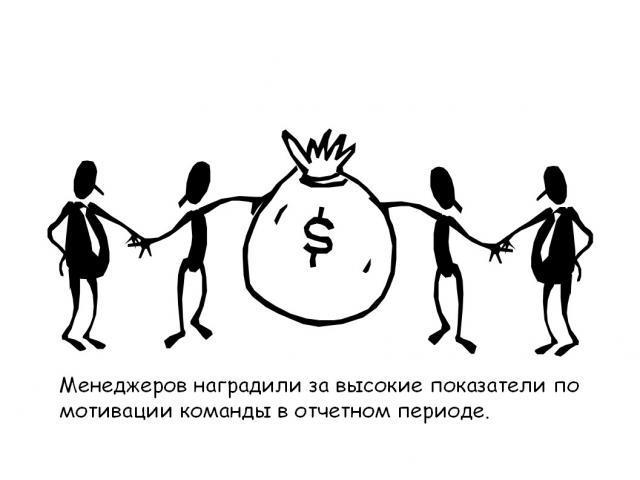 $
Менеджеров наградили за высокие показатели по
мотивации команды в отчетном периоде.